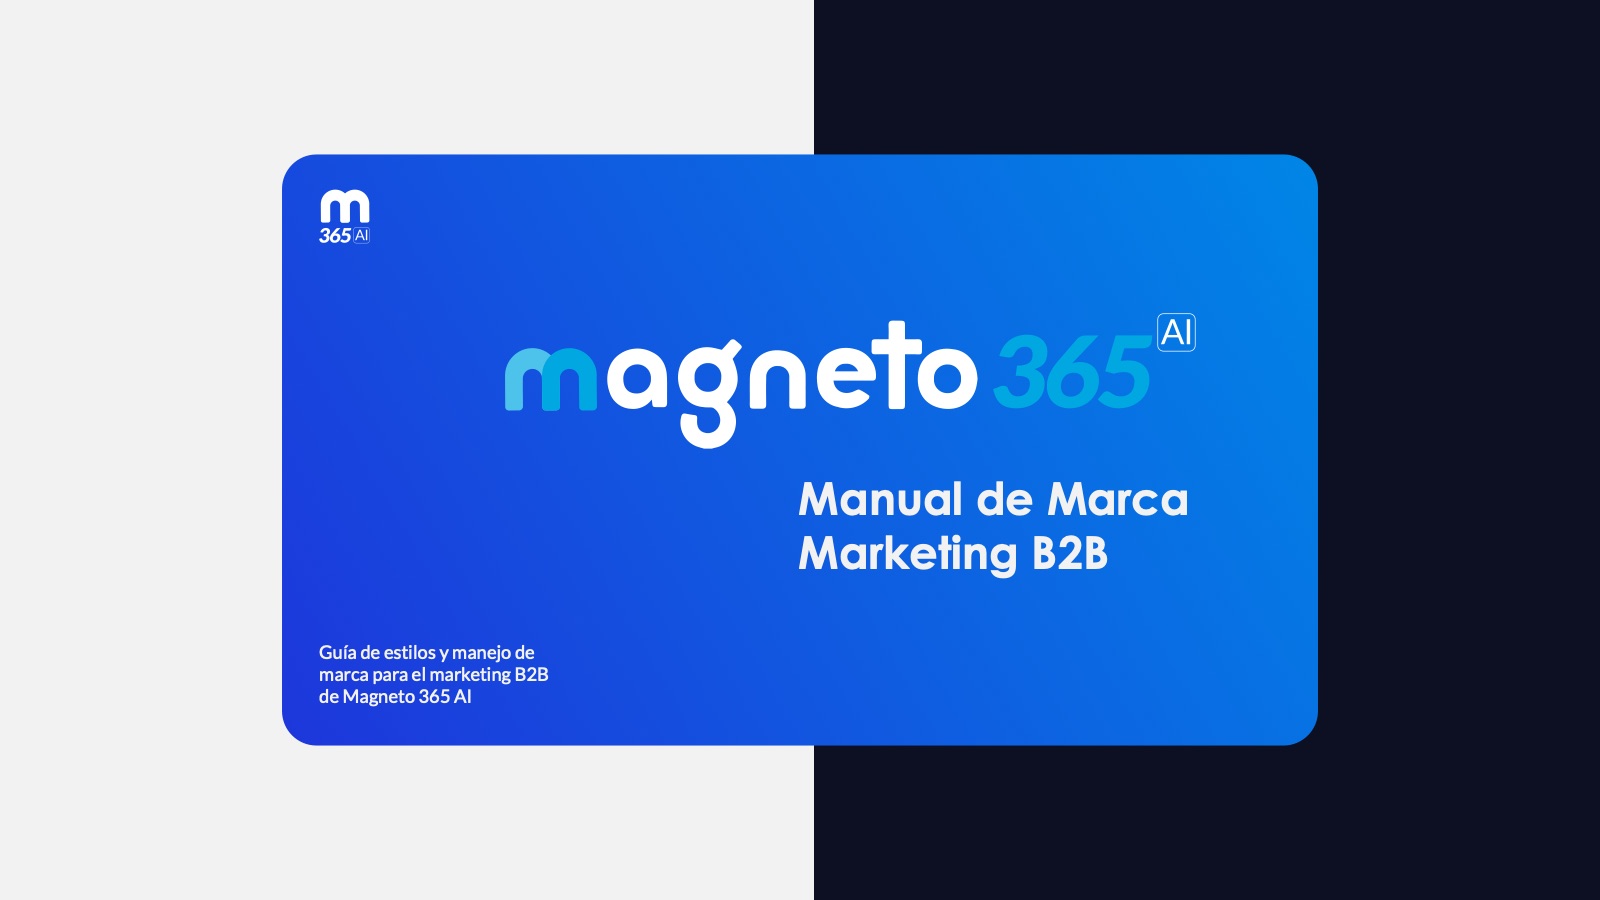 m
365 AI
magneto 365 AI
Manual de Marca
Marketing B2B
Guía de estilos y manejo de
marca para el marketing B2B
de Magneto 365 AI